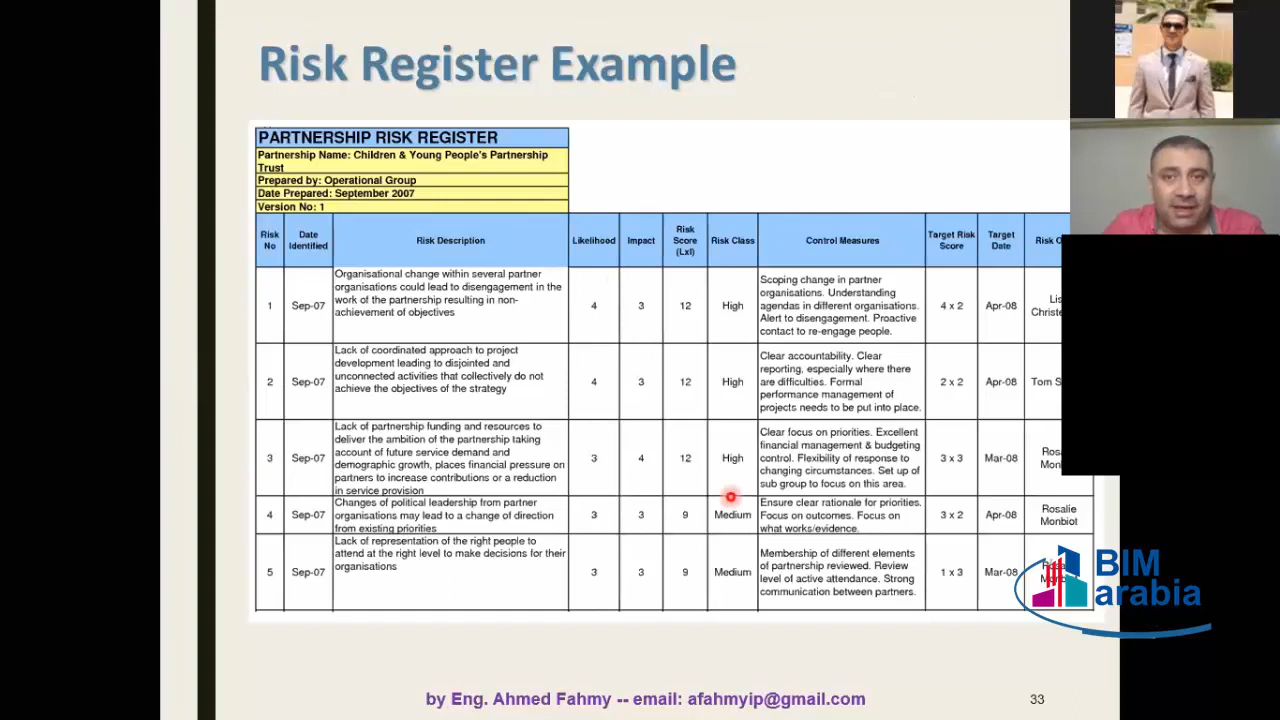 Risk Register Example
PARTNERSHIP RISK REGISTER
Partnership Name: Children & Young People's Partnership
Trust
Prepared by: Operational Group
Date Prepared: September 2007
Version No: 1
Risk No | Date Identified | Risk Description | Likelihood | Impact | Risk Score (LxI) | Risk Class | Control Measures | Target Risk Score | Target Date | Risk
1 | Sep-07 | Organisational change within several partner
organisations could lead to disengagement in the
work of the partnership resulting in non-
achievement of objectives
4 | 3 | 12 | High
Scoping change in partner
organisations. Understanding
agendas in different organisations.
Alert to disengagement. Proactive
contact to re-engage people.
4 x 2 | Apr-08
2 | Sep-07 | Lack of coordinated approach to project
development leading to disjointed and
unconnected activities that collectively do not
achieve the objectives of the strategy
4 | 3 | 12 | High
Clear accountability. Clear
reporting, especially where there
are difficulties. Formal
performance management of
projects needs to be put into place.
2 x 2 | Apr-08 | Tom
3 | Sep-07 | Lack of partnership funding and resources to
deliver the ambition of the partnership taking
account of future service demand and
demographic growth, places financial pressure on
partners to increase contributions or a reduction
in service provision
3 | 4 | 12 | High
Clear focus on priorities. Excellent
financial management & budgeting
control. Flexibility of response to
changing circumstances. Set up of
sub group to focus on this area.
3 x 3 | Mar-08
4 | Sep-07 | Changes of political leadership from partner
organisations may lead to a change of direction
from existing priorities
3 | 3 | 9 | Medium
Ensure clear rationale for priorities.
Focus on outcomes. Focus on
what works/evidence.
3 x 2 | Apr-08 | Rosalie
Monbiot
5 | Sep-07 | Lack of representation of the right people to
attend at the right level to make decisions for their
organisations
3 | 3 | 9 | Medium
Membership of different elements
of partnership reviewed. Review
level of active attendance. Strong
communication between partners.
1 x 3 | Mar-08
BIM
arabia
by Eng. Ahmed Fahmy -- email: afahmyip@gmail.com
33